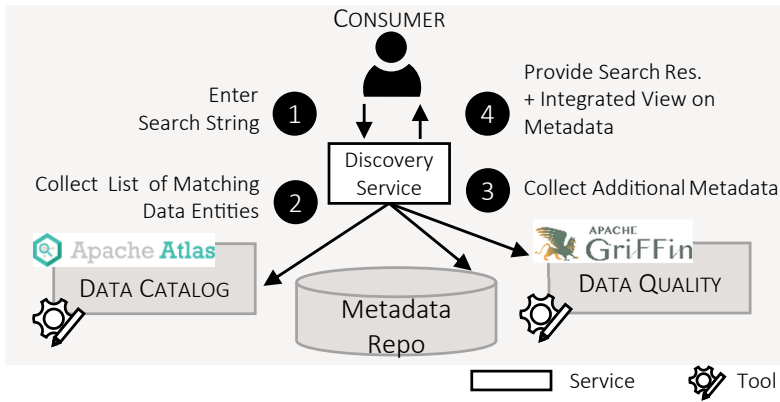 CONSUMER
Enter
Search String
1
4
Provide Search Res.
+ Integrated View on
Metadata
Discovery
Service
Collect List of Matching
Data Entities
2
3
Collect Additional Metadata
Apache Atlas
DATA CATALOG
Metadata
Repo
APACHE
GriFFin
DATA QUALITY
Service
Tool